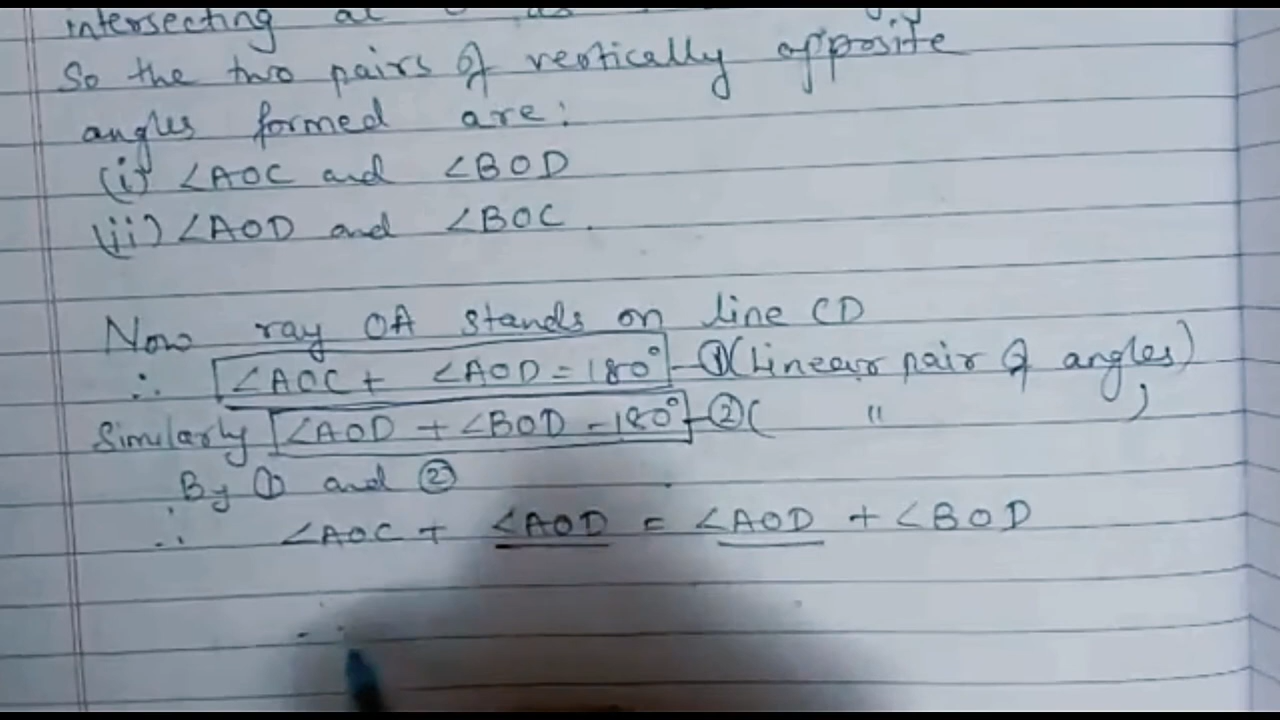 intersecting at O as
So the two pairs of vertically opposite
angles formed are:
(i) ∠AOC and ∠BOD
(ii) ∠AOD and ∠BOC.
Now ray OA stands on line CD
∴ ∠AOC + ∠AOD = 180° - ① (Linear pair of angles)
Similarly ∠AOD + ∠BOD = 180° - ② ( " )
By ① and ②
∴ ∠AOC + ∠AOD = ∠AOD + ∠BOD
∴